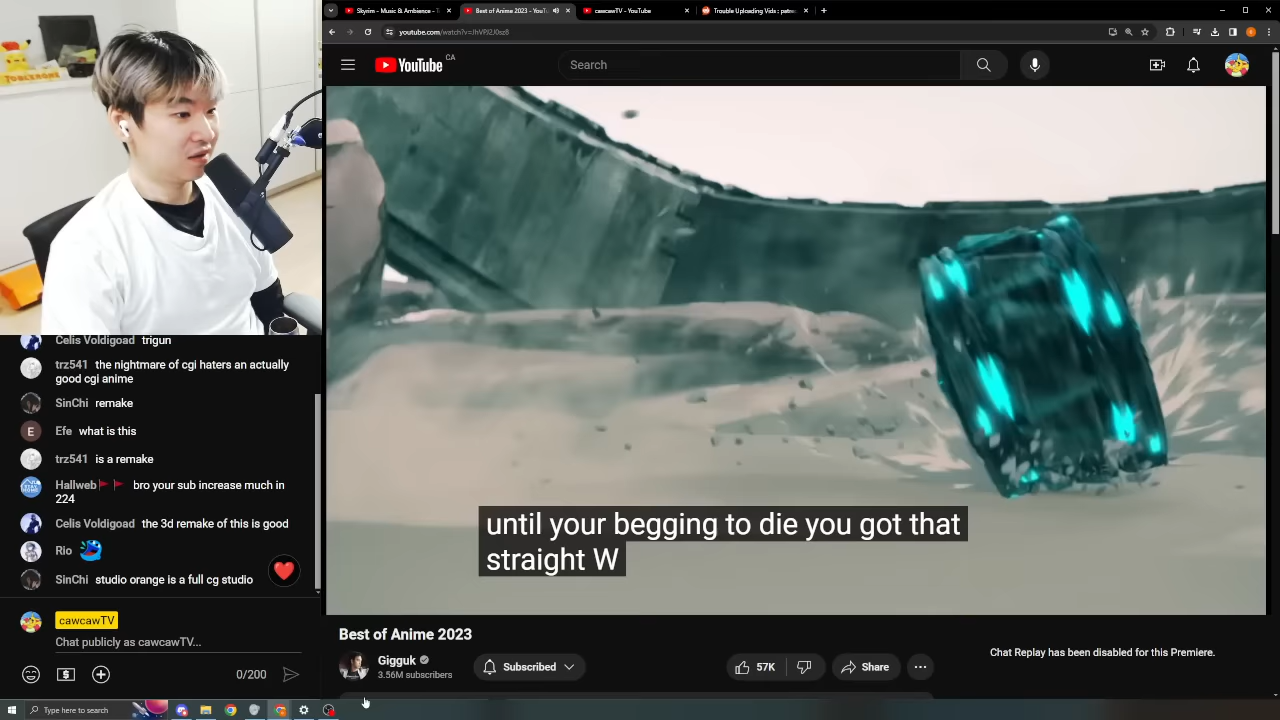 Skyrim - Music & Ambience -
Best of Anime 2023 - YouTu
cawcawTV - YouTube
Trouble Uploading Vids : patre
youtube.com
YouTube CA
Search
TOBLERONE
Celis Voldigoad trigun
trz541 the nightmare of cgi haters an actually
good cgi anime
SinChi remake
E Efe what is this
trz541 is a remake
Hallweb bro your sub increase much in
224
Celis Voldigoad the 3d remake of this is good
Rio
SinChi studio orange is a full cg studio
until your begging to die you got that
straight W
cawcawTV
Chat publicly as cawcawTV...
0/200
Best of Anime 2023
Gigguk
3.56M subscribers
Subscribed
57K
Share
Chat Replay has been disabled for this Premiere.
Type here to search